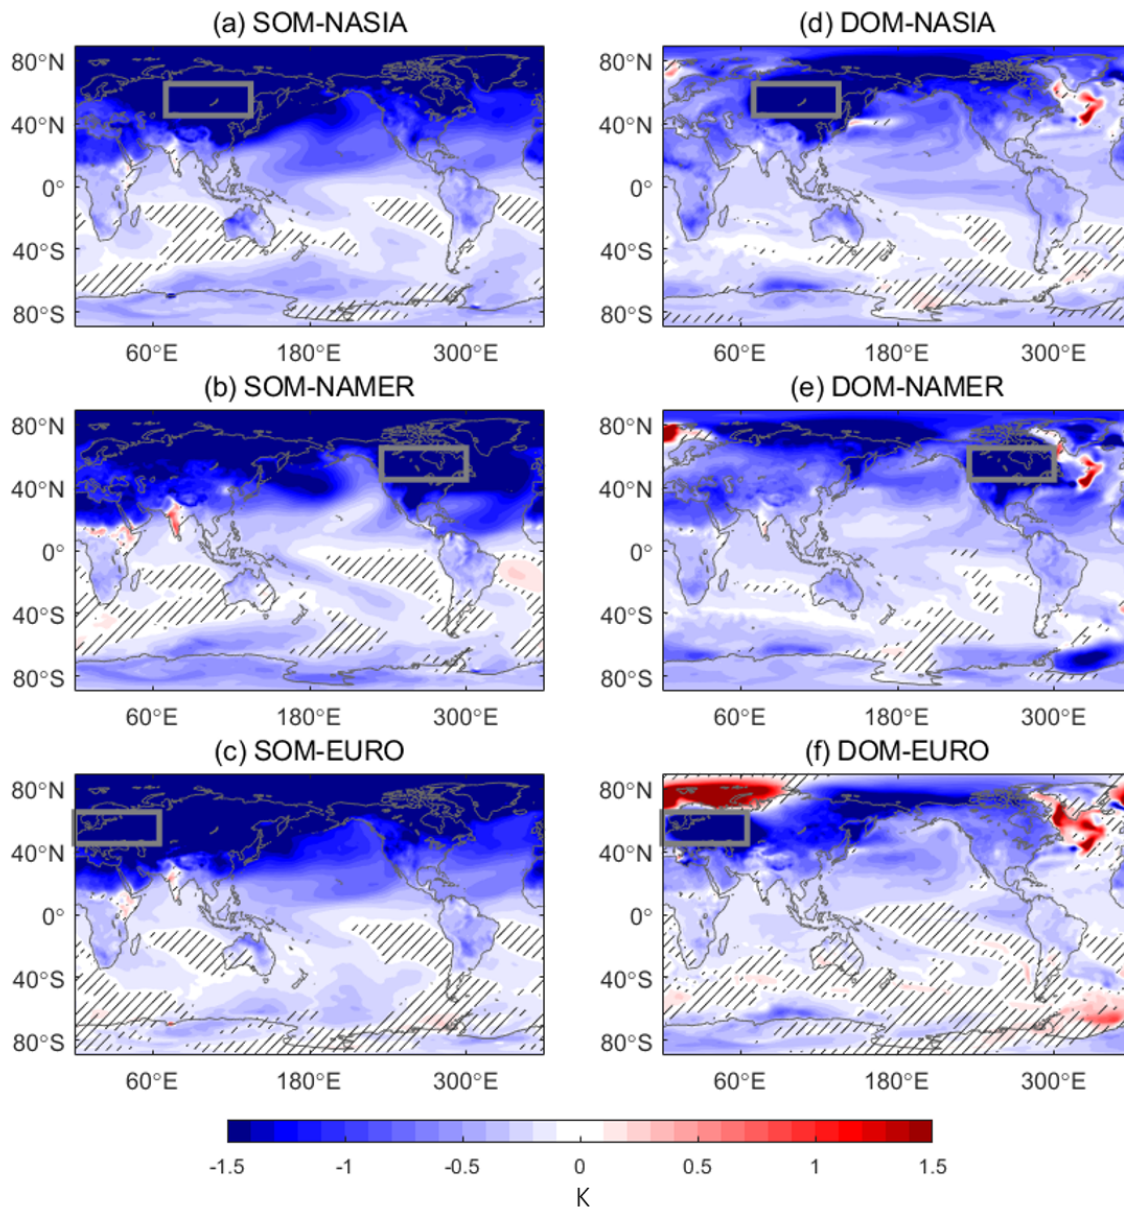 (a) SOM-NASIA
(d) DOM-NASIA
80°N
40°N
0°
40°S
80°S
60°E 180°E 300°E
80°N
40°N
0°
40°S
80°S
60°E 180°E 300°E
(b) SOM-NAMER
(e) DOM-NAMER
80°N
40°N
0°
40°S
80°S
60°E 180°E 300°E
80°N
40°N
0°
40°S
80°S
60°E 180°E 300°E
(c) SOM-EURO
(f) DOM-EURO
80°N
40°N
0°
40°S
80°S
60°E 180°E 300°E
80°N
40°N
0°
40°S
80°S
60°E 180°E 300°E
-1.5 -1 -0.5 0 0.5 1 1.5
K